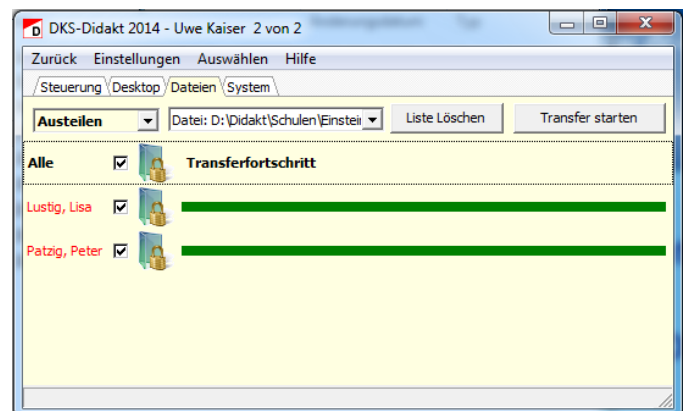 D DKS-Didakt 2014 - Uwe Kaiser 2 von 2
Zurück Einstellungen Auswählen Hilfe
Steuerung Desktop Dateien System
Austeilen Datei: D:\Didakt\Schulen\Einstei Liste Löschen Transfer starten
Alle Transferfortschritt
Lustig, Lisa
Patzig, Peter